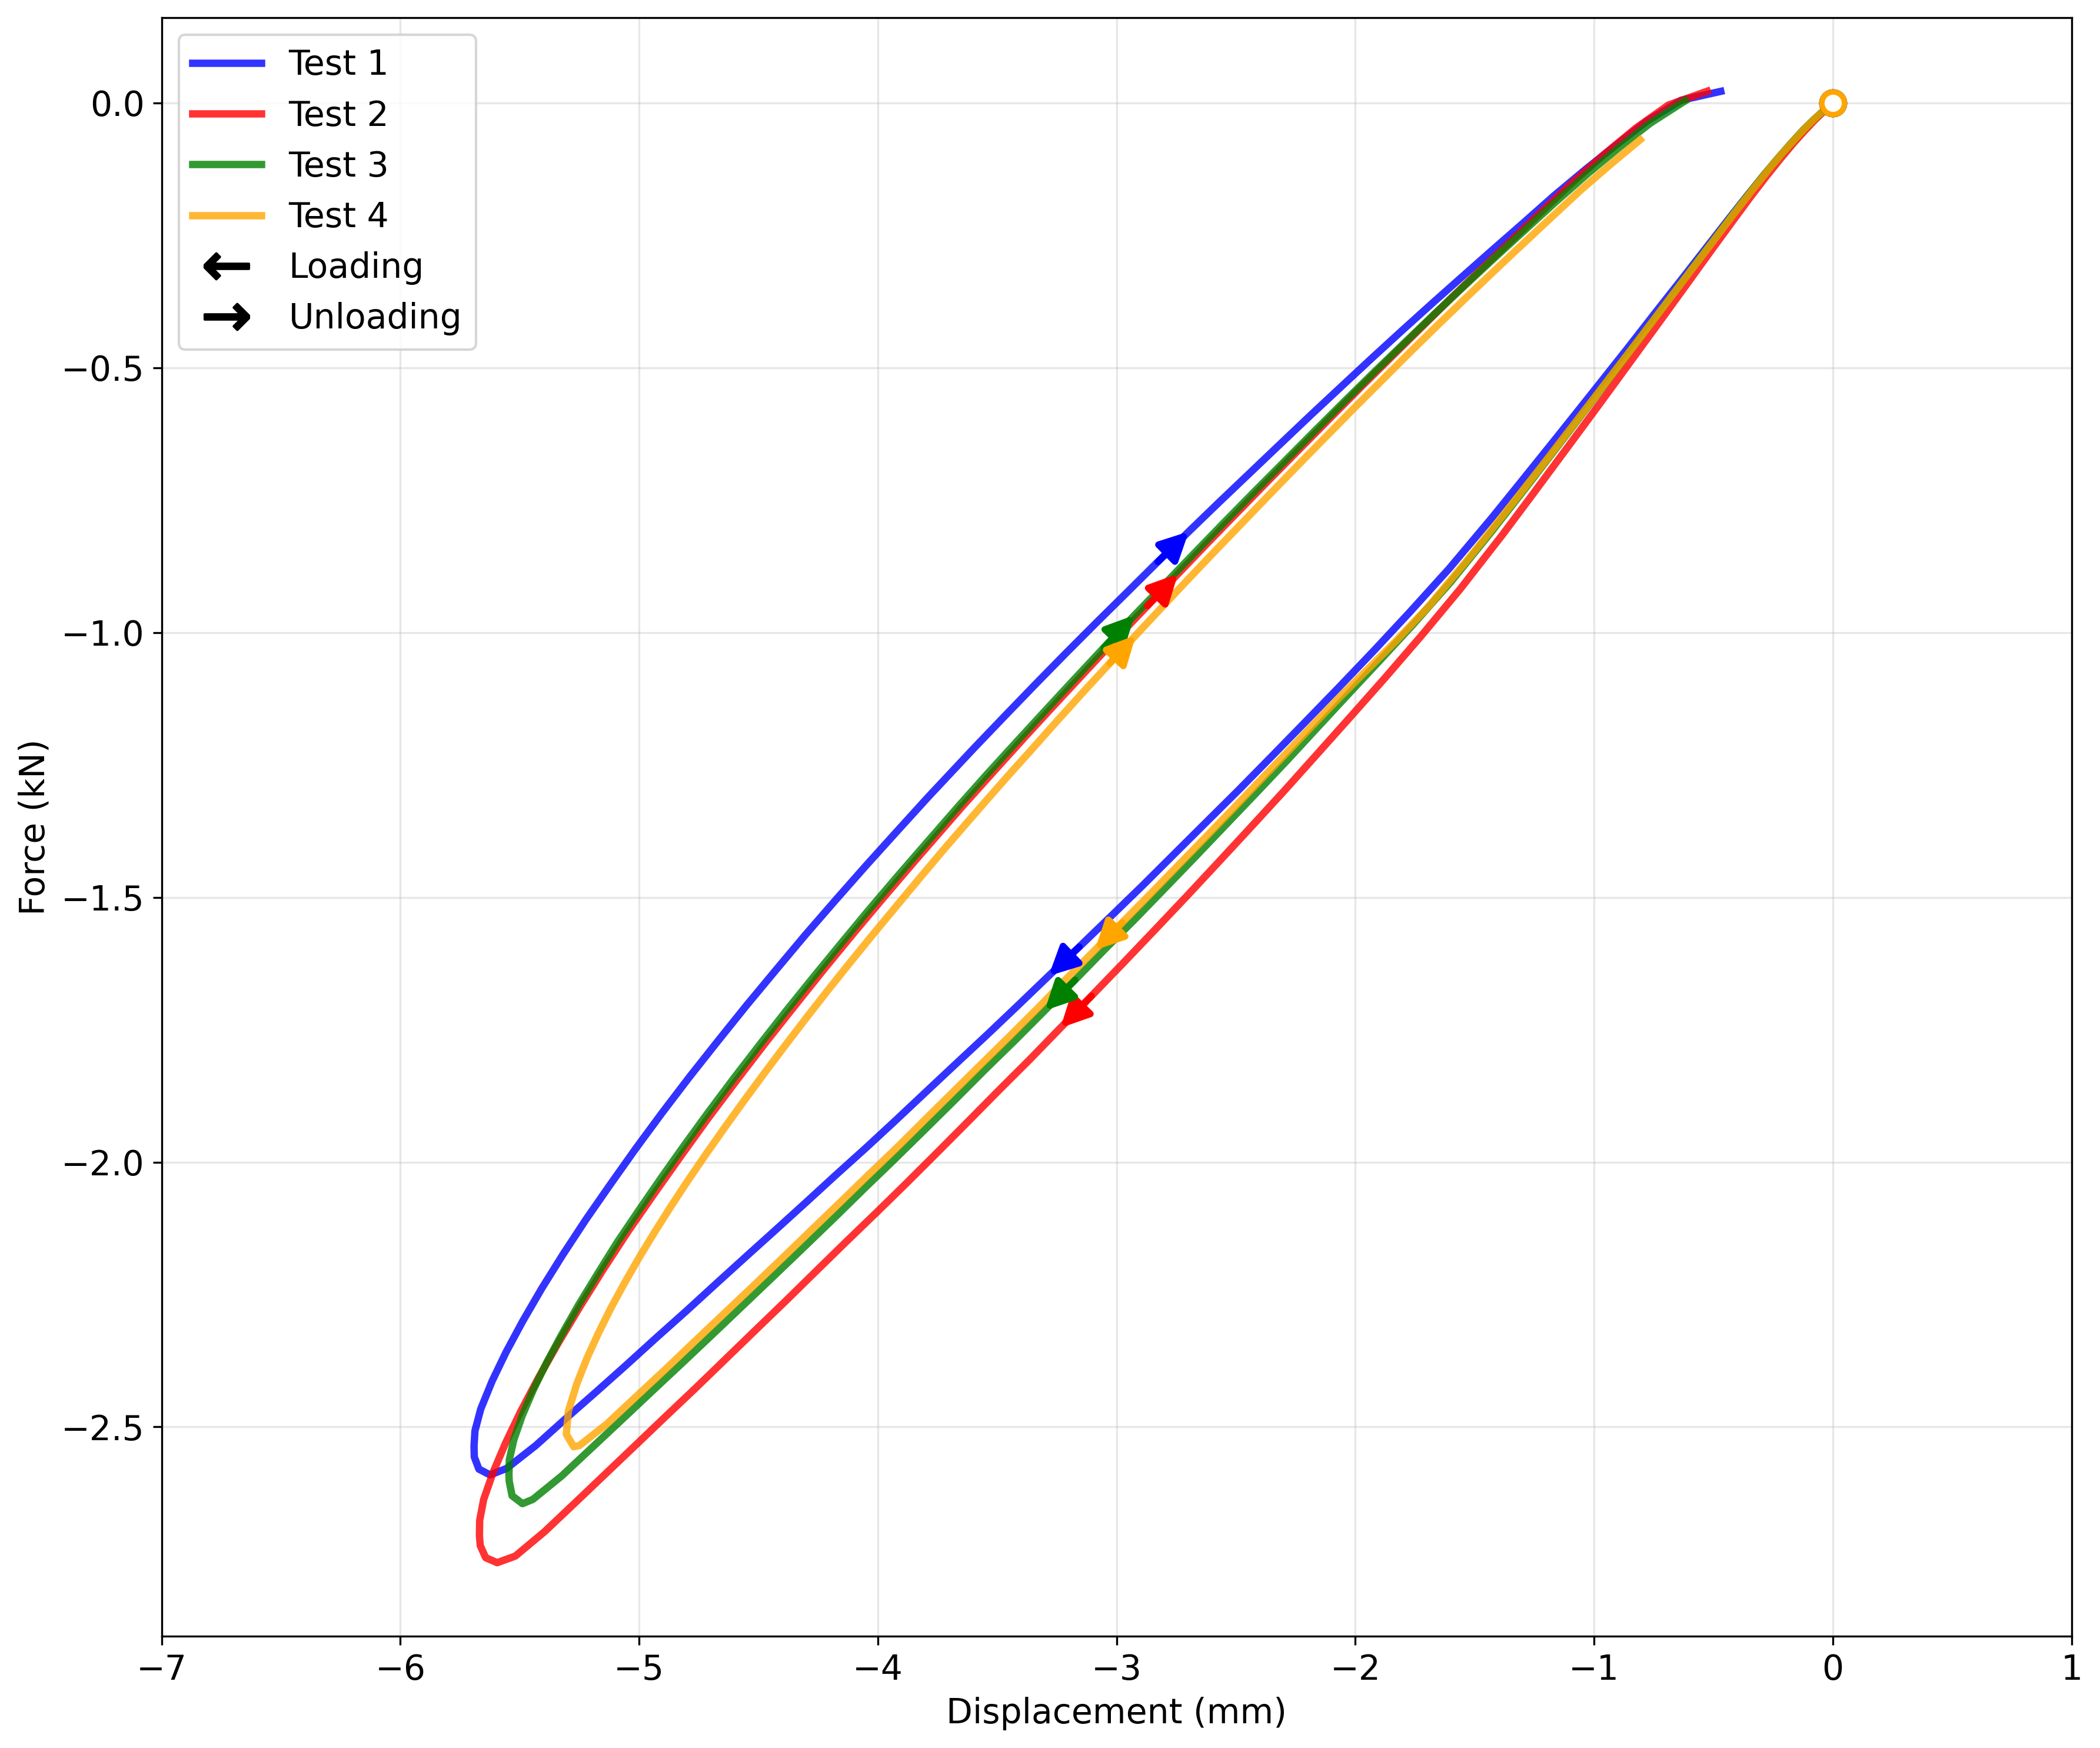 Test 1
Test 2
Test 3
Test 4
Loading
Unloading
0.0
−0.5
−1.0
−1.5
−2.0
−2.5
Force (kN)
−7 −6 −5 −4 −3 −2 −1 0 1
Displacement (mm)